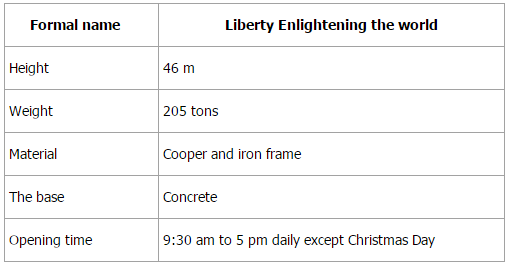 Formal name Liberty Enlightening the world
Height 46 m
Weight 205 tons
Material Cooper and iron frame
The base Concrete
Opening time 9:30 am to 5 pm daily except Christmas Day